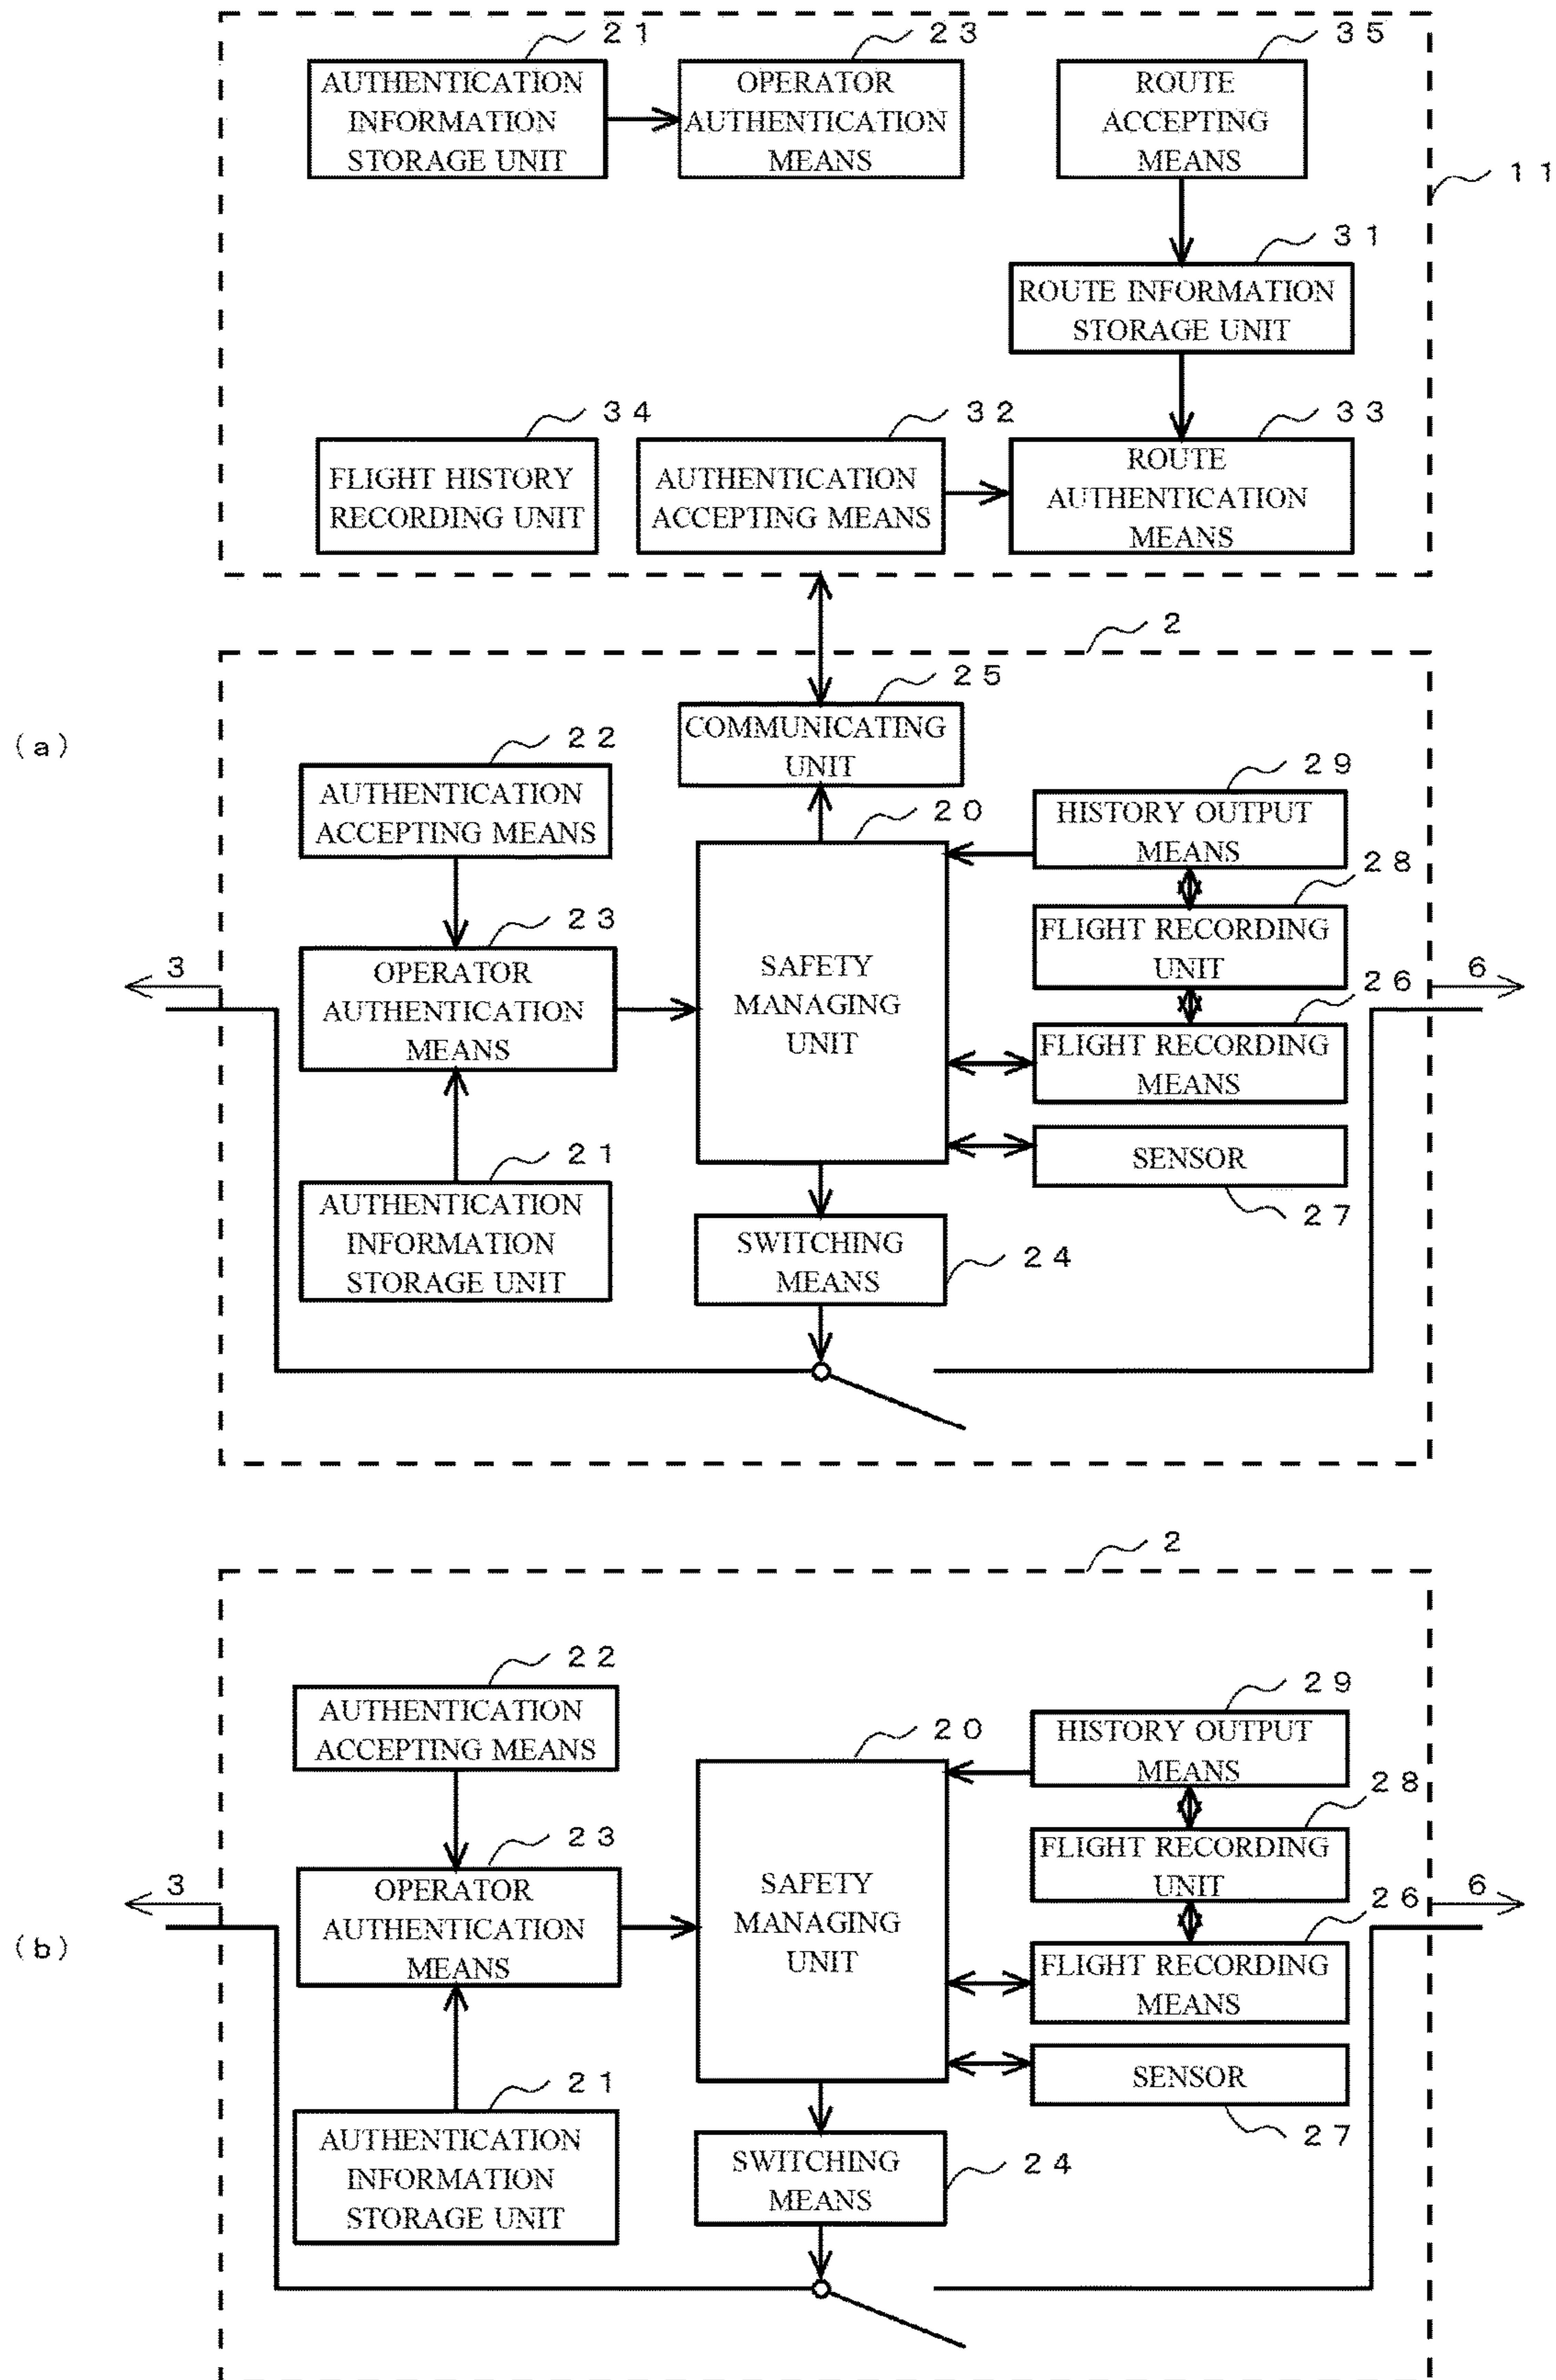 21
23
35
AUTHENTICATION
INFORMATION
STORAGE UNIT
OPERATOR
AUTHENTICATION
MEANS
ROUTE
ACCEPTING
MEANS
11
31
ROUTE INFORMATION
STORAGE UNIT
34
32
33
FLIGHT HISTORY
RECORDING UNIT
AUTHENTICATION
ACCEPTING MEANS
ROUTE
AUTHENTICATION
MEANS
2
25
COMMUNICATING
UNIT
(a)
22
AUTHENTICATION
ACCEPTING MEANS
20
29
HISTORY OUTPUT
MEANS
28
FLIGHT RECORDING
UNIT
23
3
OPERATOR
AUTHENTICATION
MEANS
SAFETY
MANAGING
UNIT
26
6
FLIGHT RECORDING
MEANS
SENSOR
27
21
AUTHENTICATION
INFORMATION
STORAGE UNIT
SWITCHING
MEANS
24
2
22
AUTHENTICATION
ACCEPTING MEANS
20
29
HISTORY OUTPUT
MEANS
28
FLIGHT RECORDING
UNIT
23
3
OPERATOR
AUTHENTICATION
MEANS
SAFETY
MANAGING
UNIT
26
6
(b)
FLIGHT RECORDING
MEANS
SENSOR
27
21
AUTHENTICATION
INFORMATION
STORAGE UNIT
SWITCHING
MEANS
24